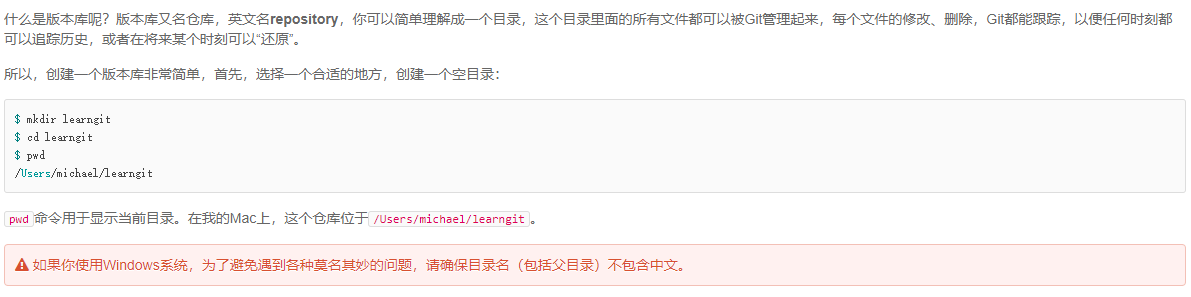 什么是版本库呢？版本库又名仓库，英文名repository，你可以简单理解成一个目录，这个目录里面的所有文件都可以被Git管理起来，每个文件的修改、删除，Git都能跟踪，以便任何时刻都
可以追踪历史，或者在将来某个时刻可以“还原”。
所以，创建一个版本库非常简单，首先，选择一个合适的地方，创建一个空目录：
$ mkdir learngit
$ cd learngit
$ pwd
/Users/michael/learngit
pwd命令用于显示当前目录。在我的Mac上，这个仓库位于/Users/michael/learngit。
如果你使用Windows系统，为了避免遇到各种莫名其妙的问题，请确保目录名（包括父目录）不包含中文。